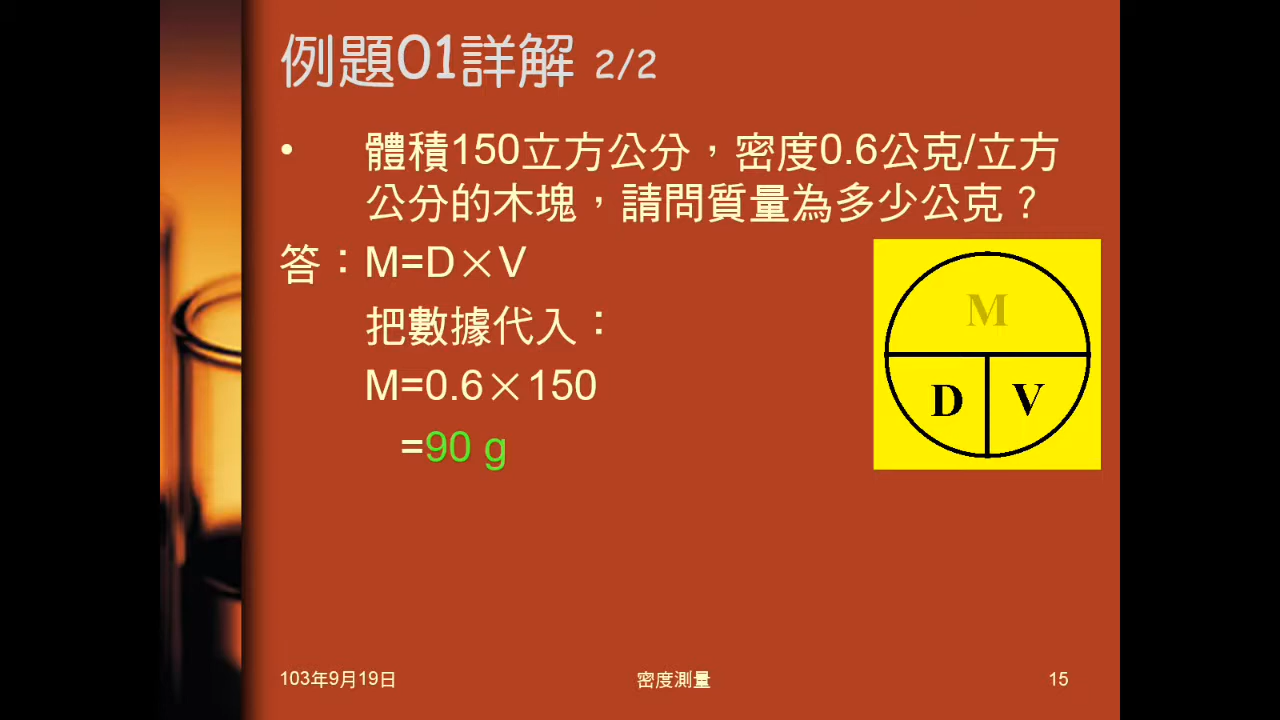 例題01詳解 2/2
• 體積150立方公分，密度0.6公克/立方
公分的木塊，請問質量為多少公克？
答：M=D×V
把數據代入：
M=0.6×150
=90 g
M
D V
103年9月19日 密度測量 15